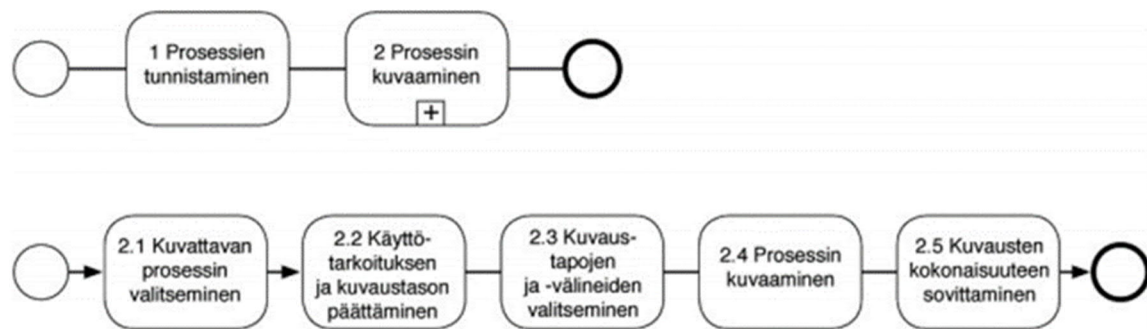 1 Prosessien
tunnistaminen
2 Prosessin
kuvaaminen
+
2.1 Kuvattavan
prosessin
valitseminen
2.2 Käyttö-
tarkoituksen
ja kuvaustason
päättäminen
2.3 Kuvaus-
tapojen
ja -välineiden
valitseminen
2.4 Prosessin
kuvaaminen
2.5 Kuvausten
kokonaisuuteen
sovittaminen